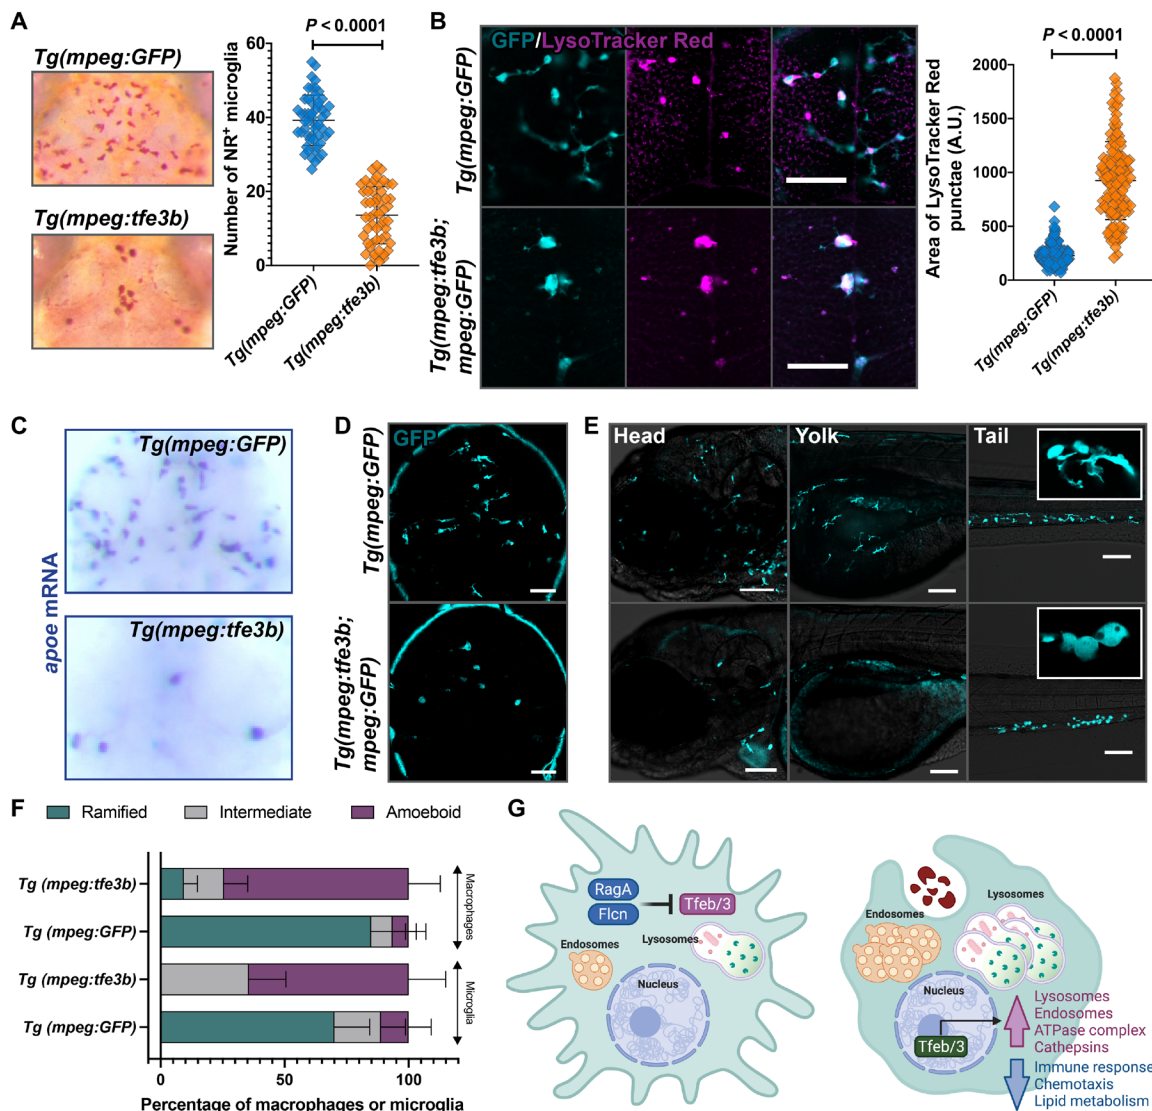 A
Tg(mpeg:GFP)
Tg(mpeg:tfe3b)
P < 0.0001
Number of NR+ microglia
60
40
20
0
Tg(mpeg:GFP)
Tg(mpeg:tfe3b)
B
GFP/LysoTracker Red
Tg(mpeg:GFP)
Tg(mpeg:tfe3b;
mpeg:GFP)
P < 0.0001
Area of LysoTracker Red
punctae (A.U.)
2000
1500
1000
500
0
Tg(mpeg:GFP)
Tg(mpeg:tfe3b)
C
apoe mRNA
Tg(mpeg:GFP)
Tg(mpeg:tfe3b)
D
GFP
Tg(mpeg:GFP)
Tg(mpeg:tfe3b;
mpeg:GFP)
E
Head
Yolk
Tail
F
Ramified
Intermediate
Amoeboid
Tg (mpeg:tfe3b)
Tg (mpeg:GFP)
Tg (mpeg:tfe3b)
Tg (mpeg:GFP)
Macrophages
Microglia
0
50
100
Percentage of macrophages or microglia
G
RagA
Flcn
Tfeb/3
Endosomes
Lysosomes
Nucleus
Endosomes
Lysosomes
Nucleus
Tfeb/3
Lysosomes
Endosomes
ATPase complex
Cathepsins
Immune response
Chemotaxis
Lipid metabolism